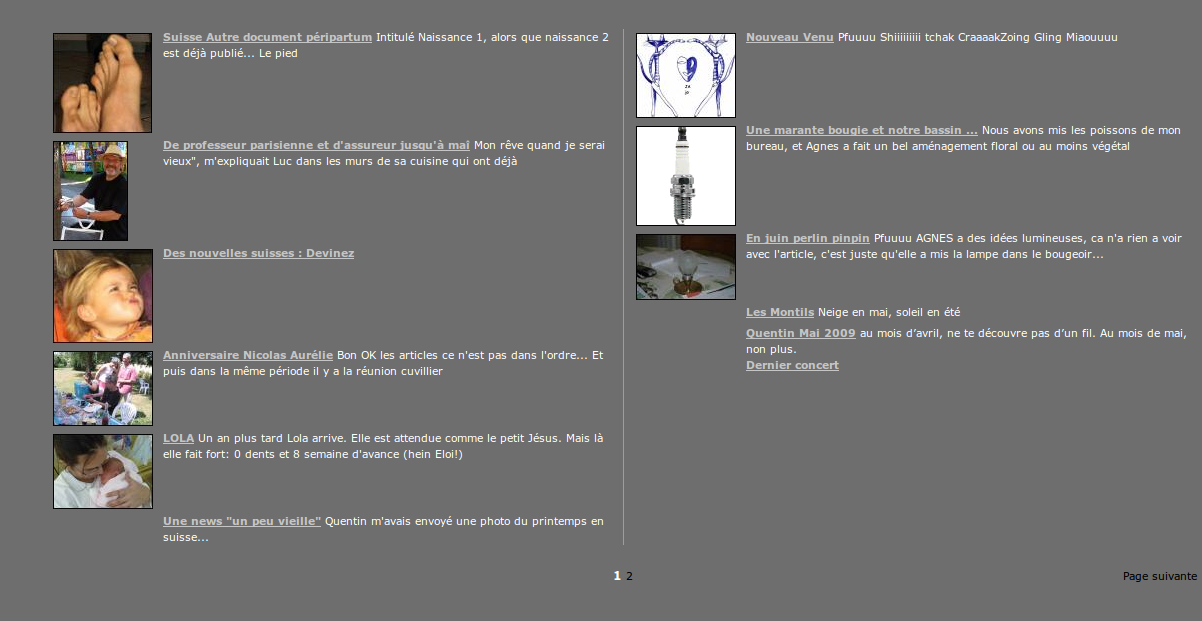 Suisse Autre document péripartum Intitulé Naissance 1, alors que naissance 2
est déjà publié... Le pied
De professeur parisienne et d'assureur jusqu'à mai Mon rêve quand je serai
vieux", m'expliquait Luc dans les murs de sa cuisine qui ont déjà
Des nouvelles suisses : Devinez
Anniversaire Nicolas Aurélie Bon OK les articles ce n'est pas dans l'ordre... Et
puis dans la même période il y a la réunion cuvillier
LOLA Un an plus tard Lola arrive. Elle est attendue comme le petit Jésus. Mais là
elle fait fort: 0 dents et 8 semaine d'avance (hein Eloi!)
Une news "un peu vieille" Quentin m'avais envoyé une photo du printemps en
suisse...
Nouveau Venu Pfuuuu Shiiiiiiiii tchak CraaaakZoing Gling Miaouuuu
Une marante bougie et notre bassin ... Nous avons mis les poissons de mon
bureau, et Agnes a fait un bel aménagement floral ou au moins végétal
En juin perlin pinpin Pfuuuu AGNES a des idées lumineuses, ca n'a rien a voir
avec l'article, c'est juste qu'elle a mis la lampe dans le bougeoir...
Les Montils Neige en mai, soleil en été
Quentin Mai 2009 au mois d’avril, ne te découvre pas d’un fil. Au mois de mai,
non plus.
Dernier concert
1 2
Page suivante